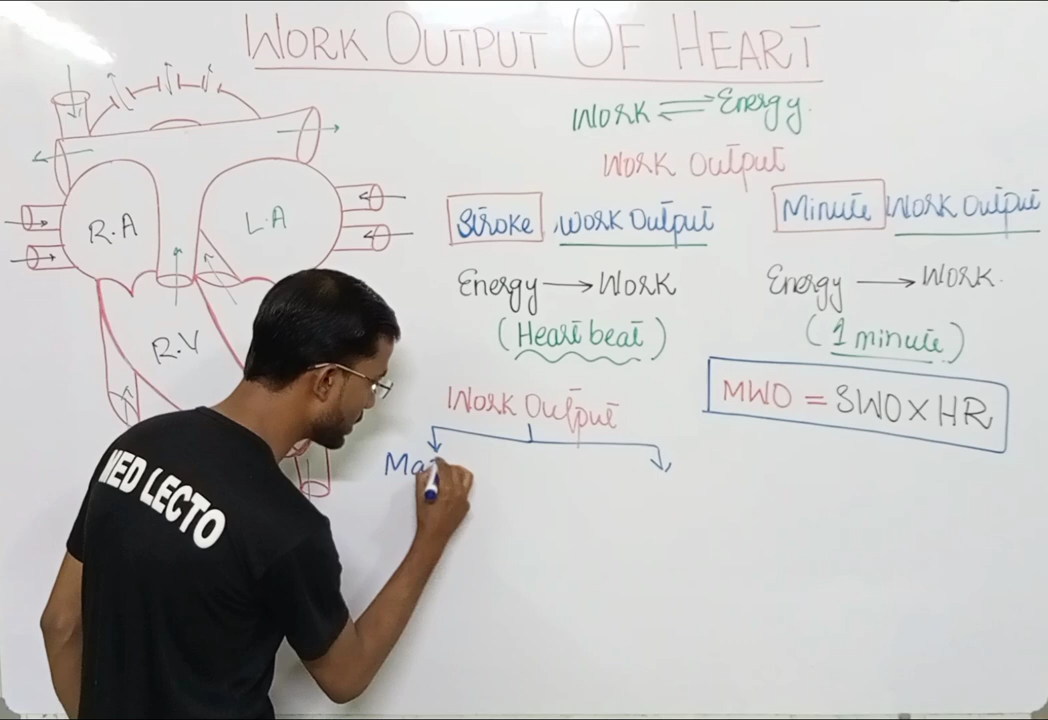 WORK OUTPUT OF HEART
Work ⇌ Energy.
Work Output
Stroke Work Output
Energy → Work
(Heart beat)
Minute Work Output
Energy → Work.
(1 minute)
MWO = SWO × HR
Work Output
Ma
R.A
L.A
R.V
MED LECTO